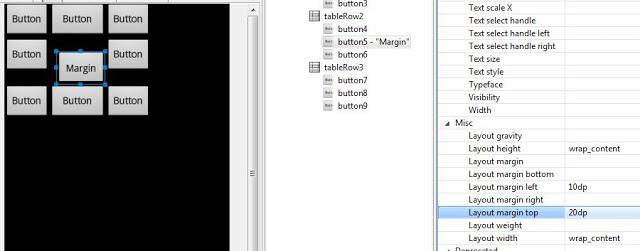 Button Button Button
Button Margin Button
Button Button Button
button3
tableRow2
button4
button5 - "Margin"
button6
tableRow3
button7
button8
button9
Text scale X
Text select handle
Text select handle left
Text select handle right
Text size
Text style
Typeface
Visibility
Width
Misc
Layout gravity
Layout height wrap_content
Layout margin
Layout margin bottom
Layout margin left 10dp
Layout margin right
Layout margin top 20dp
Layout weight
Layout width wrap_content
Deprecated